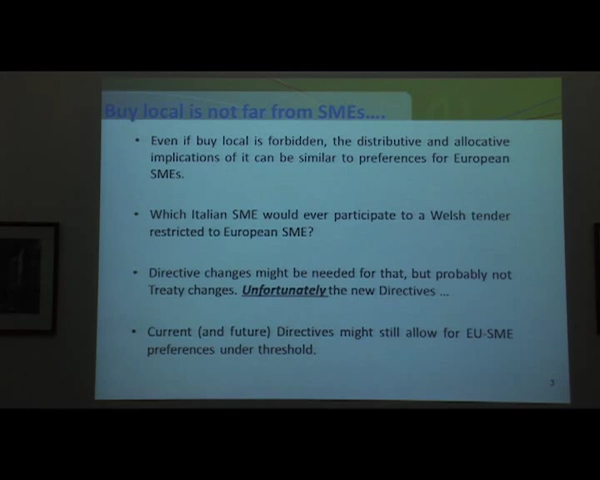 Buy local is not far from SMEs....
• Even if buy local is forbidden, the distributive and allocative
implications of it can be similar to preferences for European
SMEs.
• Which Italian SME would ever participate to a Welsh tender
restricted to European SME?
• Directive changes might be needed for that, but probably not
Treaty changes. Unfortunately the new Directives ...
• Current (and future) Directives might still allow for EU-SME
preferences under threshold.
3